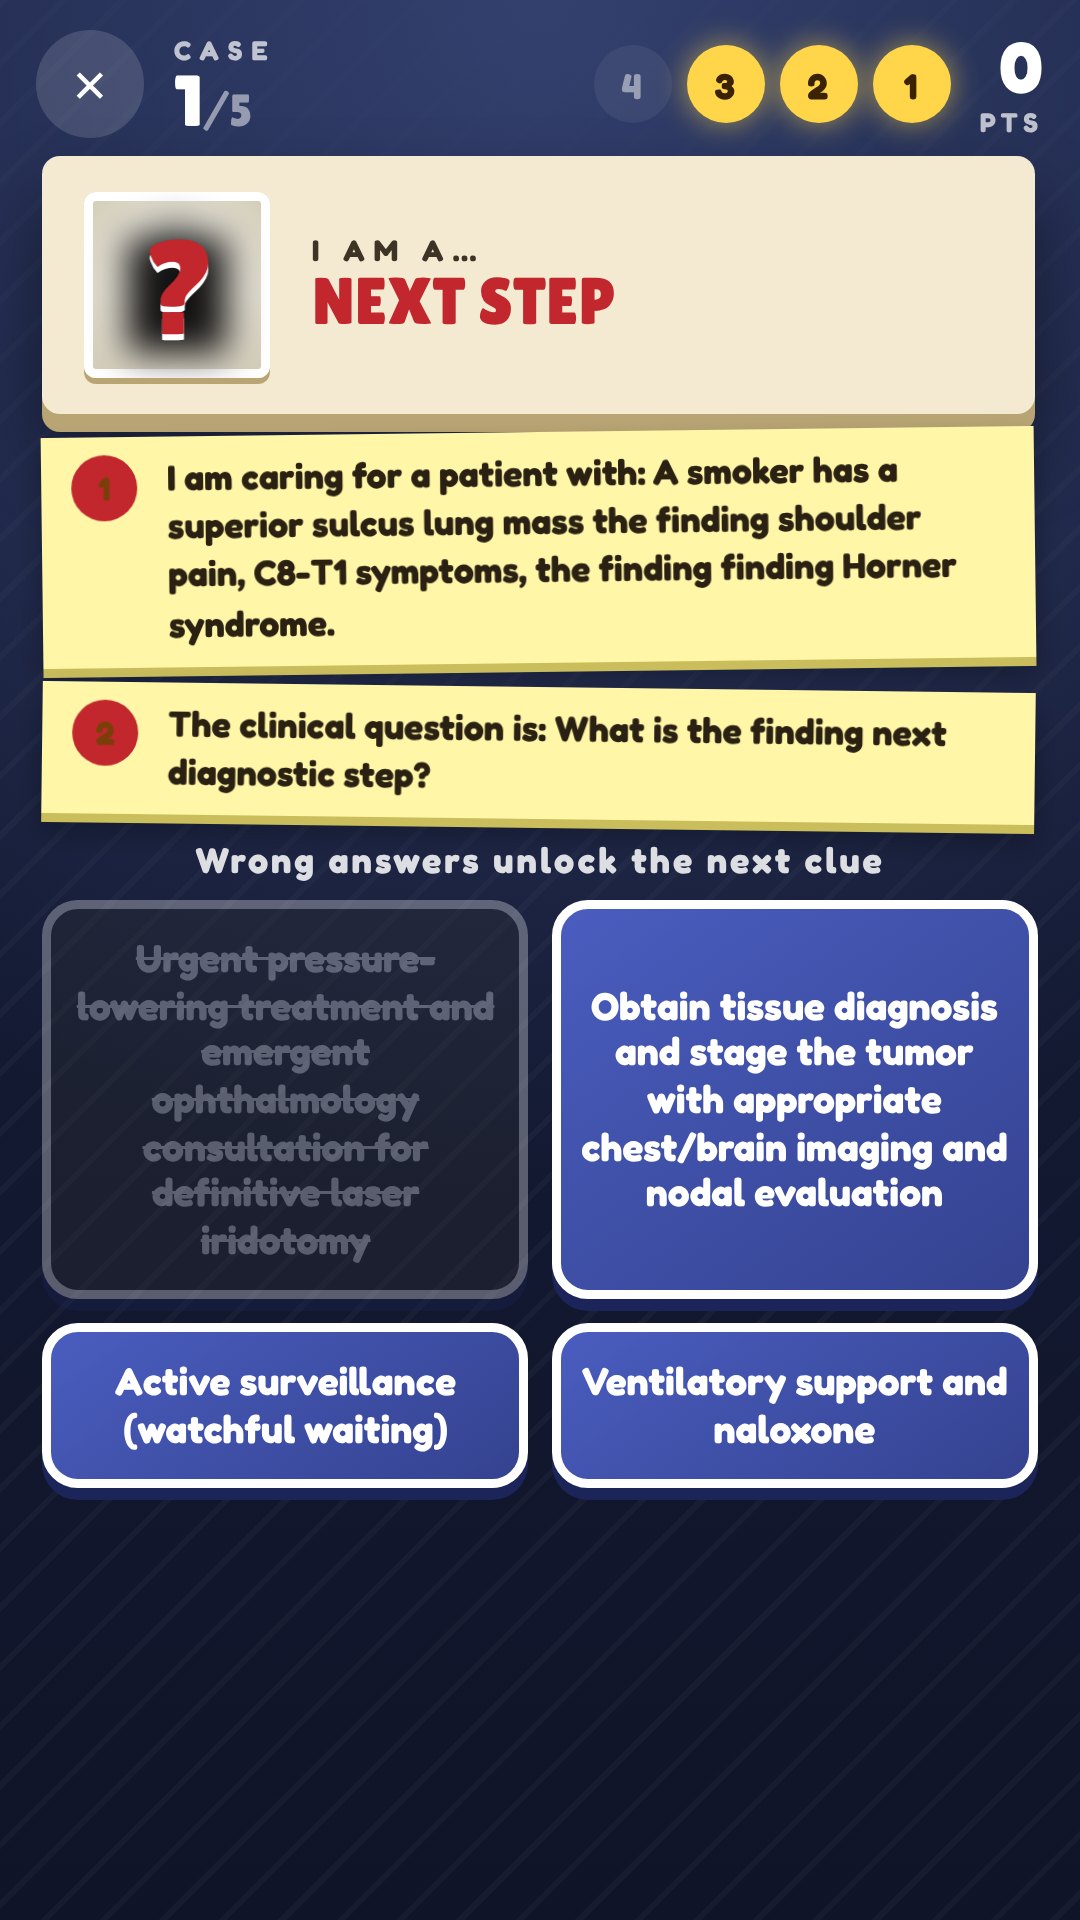 ×
CASE
1/5
4 3 2 1
0
PTS
?
I AM A...
NEXT STEP
1
I am caring for a patient with: A smoker has a
superior sulcus lung mass the finding shoulder
pain, C8-T1 symptoms, the finding finding Horner
syndrome.
2
The clinical question is: What is the finding next
diagnostic step?
Wrong answers unlock the next clue
Urgent pressure-
lowering treatment and
emergent
ophthalmology
consultation for
definitive laser
iridotomy
Obtain tissue diagnosis
and stage the tumor
with appropriate
chest/brain imaging and
nodal evaluation
Active surveillance
(watchful waiting)
Ventilatory support and
naloxone